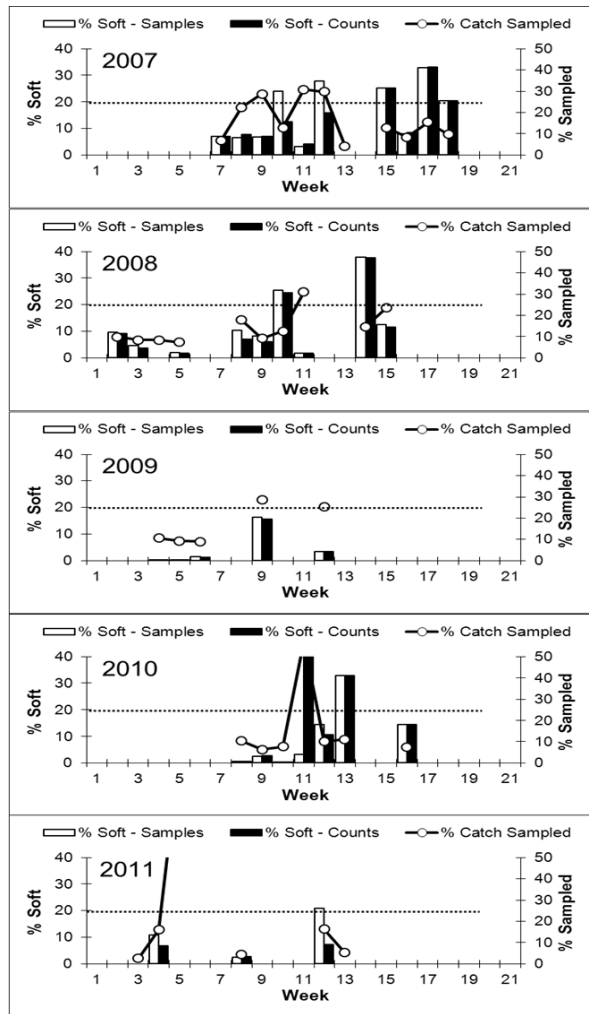 % Soft - Samples % Soft - Counts % Catch Sampled
2007
% Soft
% Sampled
40 30 20 10 0
50 40 30 20 10 0
1 3 5 7 9 11 13 15 17 19 21
Week
% Soft - Samples % Soft - Counts % Catch Sampled
2008
% Soft
% Sampled
40 30 20 10 0
50 40 30 20 10 0
1 3 5 7 9 11 13 15 17 19 21
Week
% Soft - Samples % Soft - Counts % Catch Sampled
2009
% Soft
% Sampled
40 30 20 10 0
50 40 30 20 10 0
1 3 5 7 9 11 13 15 17 19 21
Week
% Soft - Samples % Soft - Counts % Catch Sampled
2010
% Soft
% Sampled
40 30 20 10 0
50 40 30 20 10 0
1 3 5 7 9 11 13 15 17 19 21
Week
% Soft - Samples % Soft - Counts % Catch Sampled
2011
% Soft
% Sampled
40 30 20 10 0
50 40 30 20 10 0
1 3 5 7 9 11 13 15 17 19 21
Week